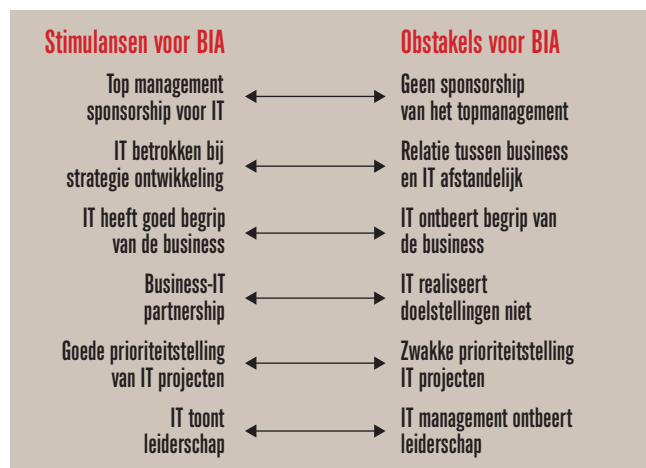 Stimulansen voor BIA
Obstakels voor BIA
Top management
sponsorship voor IT
Geen sponsorship
van het topmanagement
IT betrokken bij
strategie ontwikkeling
Relatie tussen business
en IT afstandelijk
IT heeft goed begrip
van de business
IT ontbeert begrip van
de business
Business-IT
partnership
IT realiseert
doelstellingen niet
Goede prioriteitstelling
van IT projecten
Zwakke prioriteitstelling
IT projecten
IT toont
leiderschap
IT management ontbeert
leiderschap